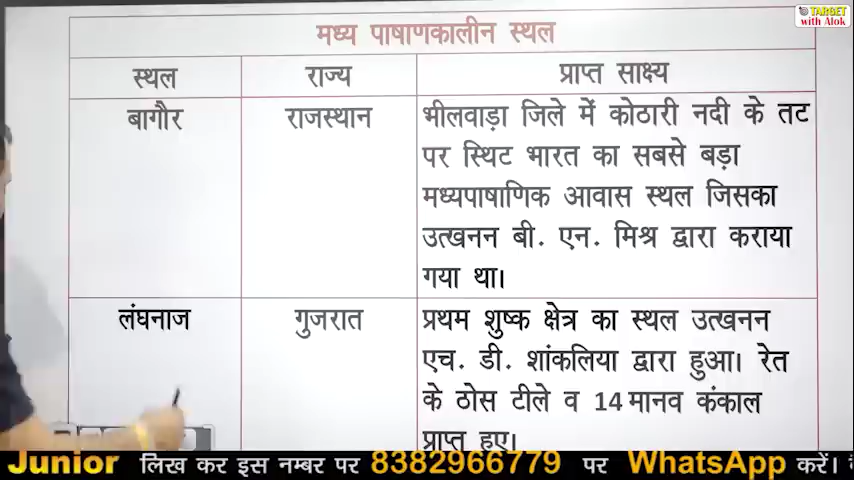 TARGET
with Alok
मध्य पाषाणकालीन स्थल
स्थल राज्य प्राप्त साक्ष्य
बागौर राजस्थान भीलवाड़ा जिले में कोठारी नदी के तट
पर स्थिट भारत का सबसे बड़ा
मध्यपाषाणिक आवास स्थल जिसका
उत्खनन बी. एन. मिश्र द्वारा कराया
गया था।
लंघनाज गुजरात प्रथम शुष्क क्षेत्र का स्थल उत्खनन
एच. डी. शांकलिया द्वारा हुआ। रेत
के ठोस टीले व 14 मानव कंकाल
प्राप्त हुए।
Junior लिख कर इस नम्बर पर 8382966779 पर WhatsApp करें।